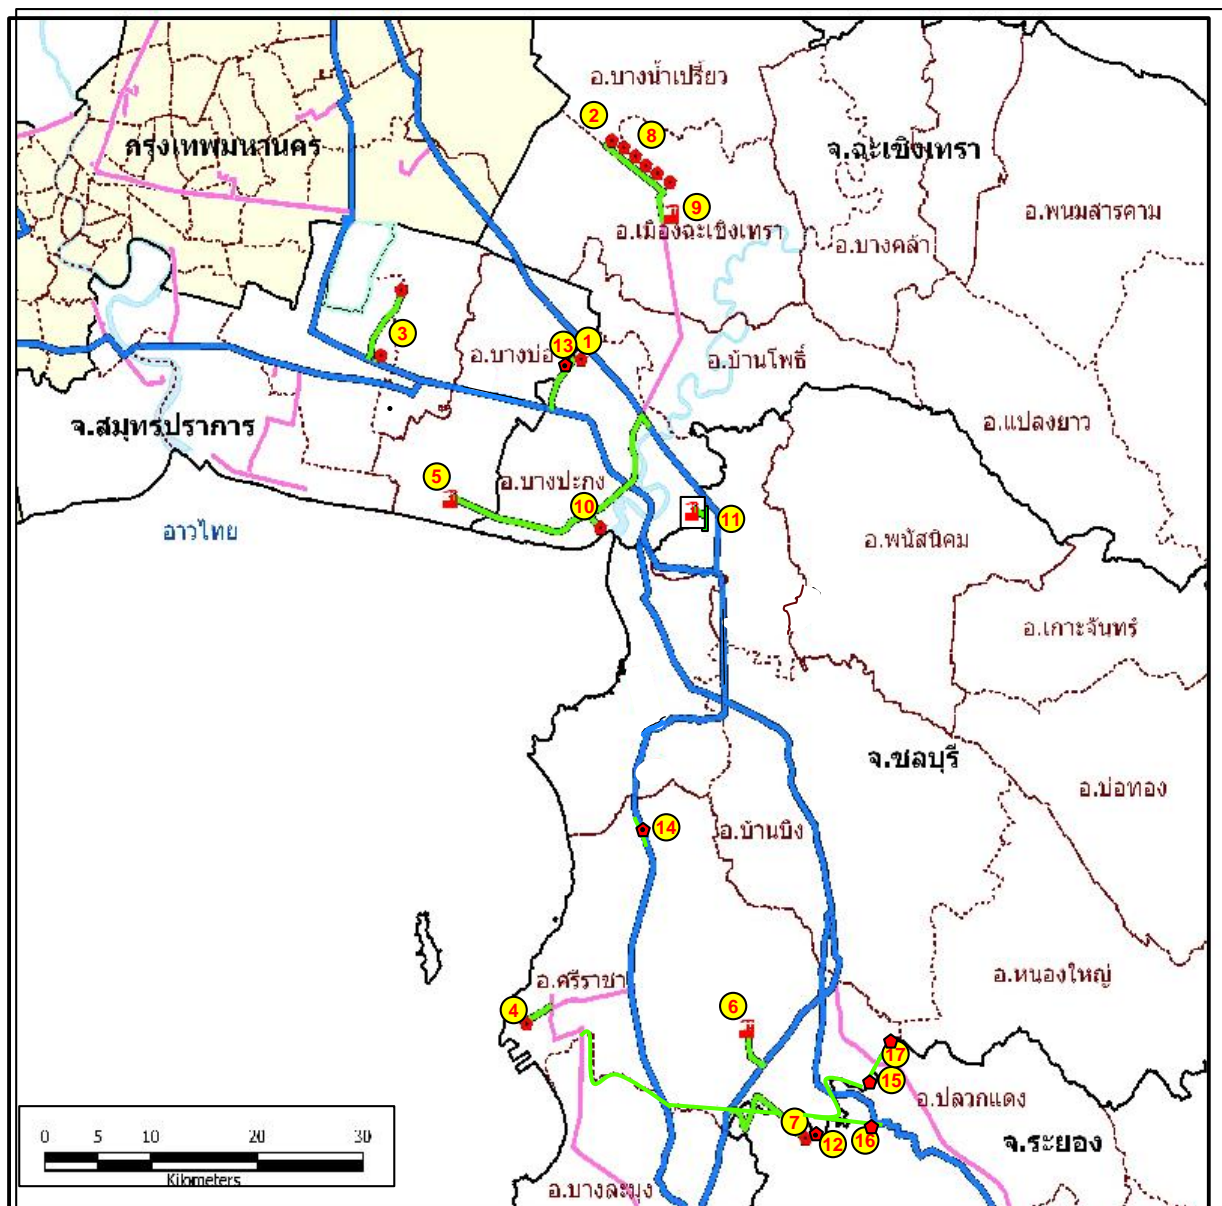 อ.บางน้ำเปรี้ยว
2
8
กรุงเทพมหานคร
จ.ฉะเชิงเทรา
9
อ.พนมสารคาม
อ.เมืองฉะเชิงเทรา
อ.บางคล้า
3
13
1
อ.บางบ่อ
อ.บ้านโพธิ์
อ.แปลงยาว
จ.สมุทรปราการ
5
อ.บางปะกง
10
11
อ่าวไทย
อ.พนัสนิคม
อ.เกาะจันทร์
จ.ชลบุรี
อ.บ่อทอง
14
อ.บ้านบึง
อ.ศรีราชา
อ.หนองใหญ่
4
6
17
15
อ.ปลวกแดง
7
12
16
จ.ระยอง
0 5 10 20 30
Kilometers
อ.บางละมุง